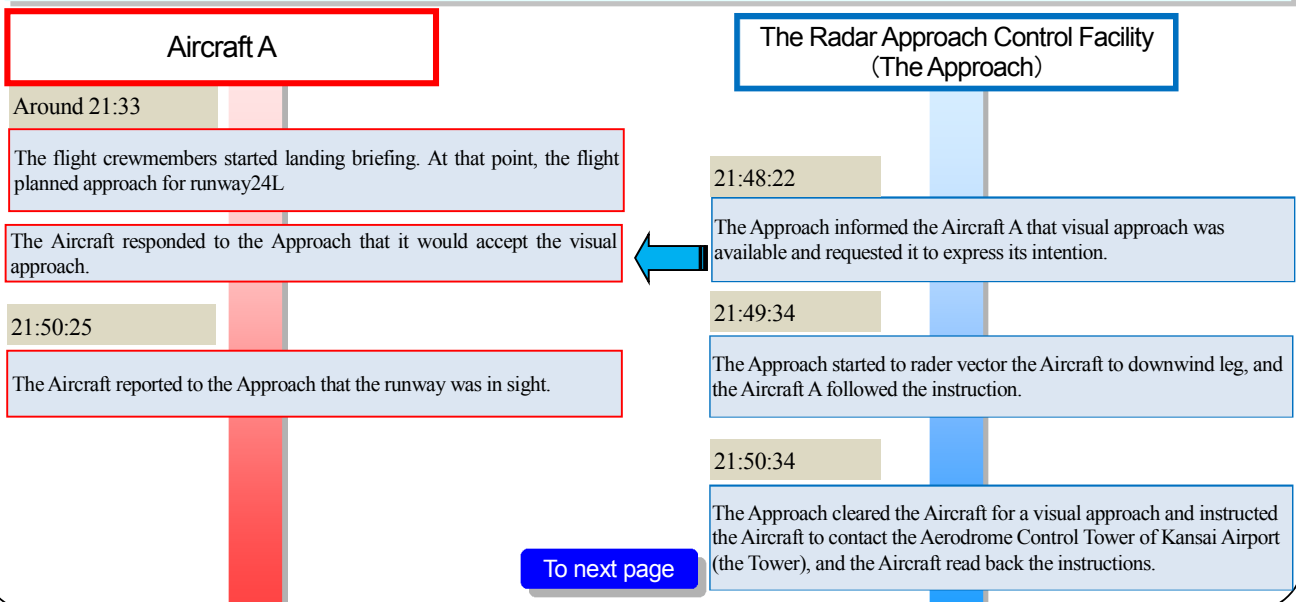 Aircraft A
Around 21:33
The flight crewmembers started landing briefing. At that point, the flight
planned approach for runway24L
The Aircraft responded to the Approach that it would accept the visual
approach.
21:50:25
The Aircraft reported to the Approach that the runway was in sight.
The Radar Approach Control Facility
（The Approach）
21:48:22
The Approach informed the Aircraft A that visual approach was
available and requested it to express its intention.
21:49:34
The Approach started to rader vector the Aircraft to downwind leg, and
the Aircraft A followed the instruction.
21:50:34
The Approach cleared the Aircraft for a visual approach and instructed
the Aircraft to contact the Aerodrome Control Tower of Kansai Airport
(the Tower), and the Aircraft read back the instructions.
To next page